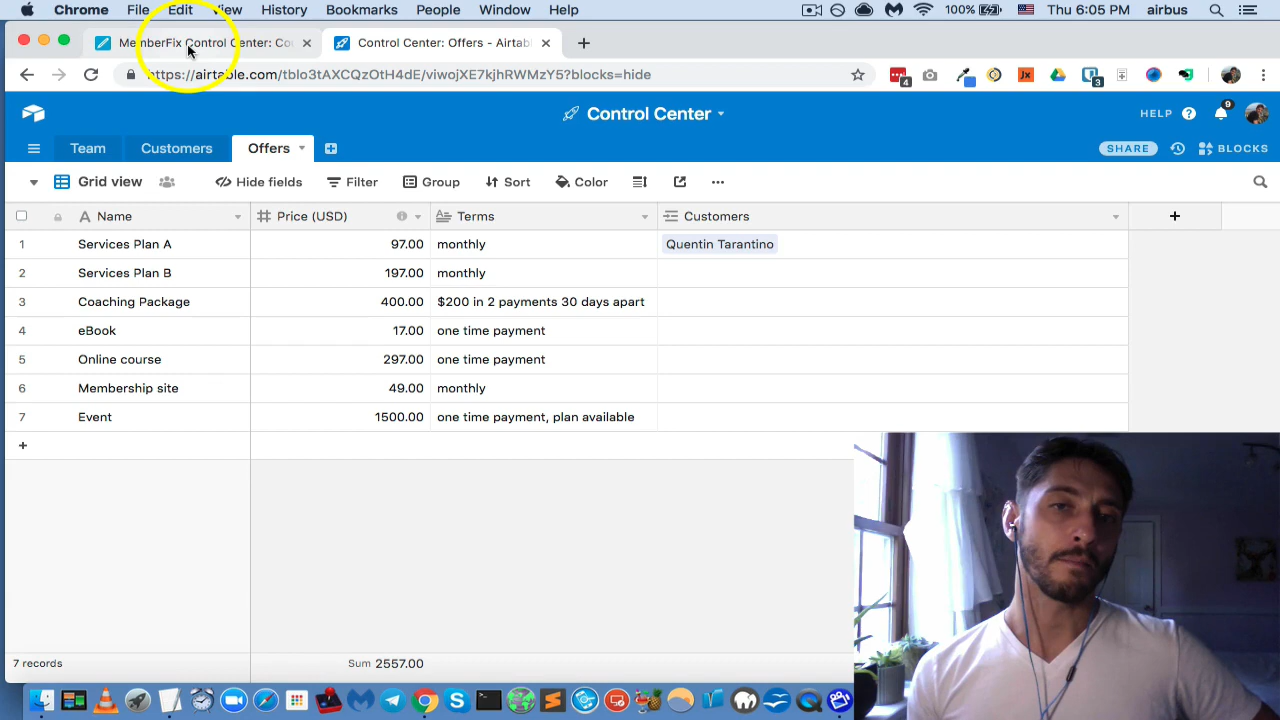 Chrome File Edit View History Bookmarks People Window Help 100% Thu 6:05 PM airbus
MemberFix Control Center: Co
Control Center: Offers - Airtab
https://airtable.com/tblo3tAXCQzOtH4dE/viwojXE7kjhRWMzY5?blocks=hide
4
Jx
3
Control Center
HELP
9
Team Customers Offers
SHARE
BLOCKS
Grid view
Hide fields Filter Group Sort Color
Name Price (USD) Terms Customers
1 Services Plan A 97.00 monthly Quentin Tarantino
2 Services Plan B 197.00 monthly
3 Coaching Package 400.00 $200 in 2 payments 30 days apart
4 eBook 17.00 one time payment
5 Online course 297.00 one time payment
6 Membership site 49.00 monthly
7 Event 1500.00 one time payment, plan available
7 records Sum 2557.00